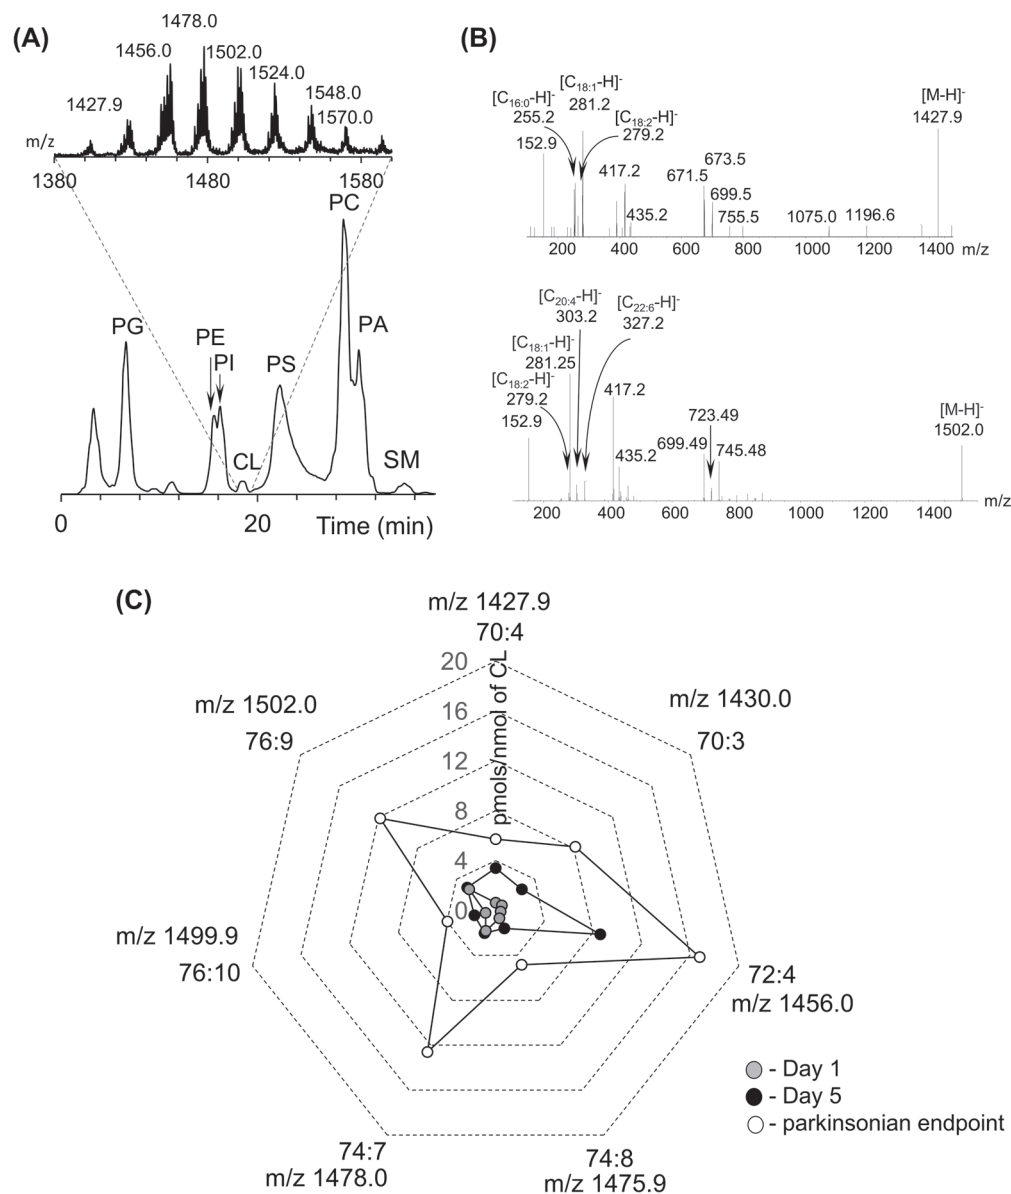 (A)
1478.0
1456.0
1502.0
1524.0
1548.0
1427.9
1570.0
m/z
1380
1480
1580
PC
PG
PA
PE
PI
PS
CL
SM
0
20
Time (min)
(B)
[C18:1-H]-
281.2
[C16:0-H]-
255.2
[C18:2-H]-
279.2
[M-H]-
1427.9
152.9
417.2
673.5
671.5
699.5
435.2
755.5
1075.0
1196.6
200
400
600
800
1000
1200
1400
m/z
[C20:4-H]-
303.2
[C22:6-H]-
327.2
[C18:1-H]-
281.25
[C18:2-H]-
279.2
417.2
152.9
723.49
[M-H]-
1502.0
699.49
745.48
435.2
200
400
600
800
1000
1200
1400
m/z
(C)
m/z 1427.9
70:4
20
16
12
8
4
0
pmols/nmol of CL
m/z 1430.0
70:3
m/z 1502.0
76:9
m/z 1499.9
76:10
72:4
m/z 1456.0
- Day 1
- Day 5
- parkinsonian endpoint
74:7
m/z 1478.0
74:8
m/z 1475.9